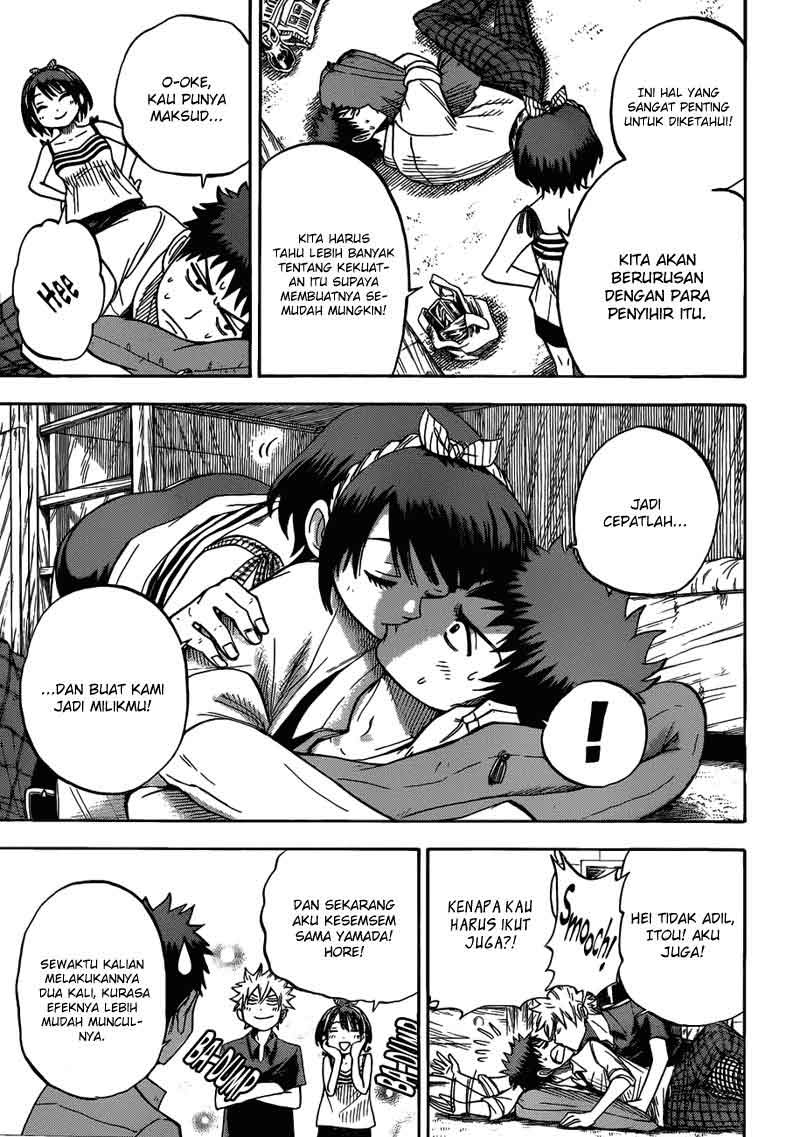 INI HAL YANG
SANGAT PENTING
UNTUK DIKETAHUI!
KITA AKAN
BERURUSAN
DENGAN PARA
PENYIHIR ITU.
KITA HARUS
TAHU LEBIH BANYAK
TENTANG KEKUAT-
AN ITU SUPAYA
MEMBUATNYA SE-
MUDAH MUNGKIN!
O-OKE,
KAU PUNYA
MAKSUD...
Hee
JADI
CEPATLAH...
...DAN BUAT KAMI
JADI MILIKMU!
!
HEI TIDAK ADIL,
ITOU! AKU
JUGA!
Smooch!
KENAPA KAU
HARUS IKUT
JUGA?!
DAN SEKARANG
AKU KESEMSEM
SAMA YAMADA!
HORE!
BA-DUMP
BA-DUMP
SEWAKTU KALIAN
MELAKUKANNYA
DUA KALI, KURASA
EFEKNYA LEBIH
MUDAH MUNCUL-
NYA.